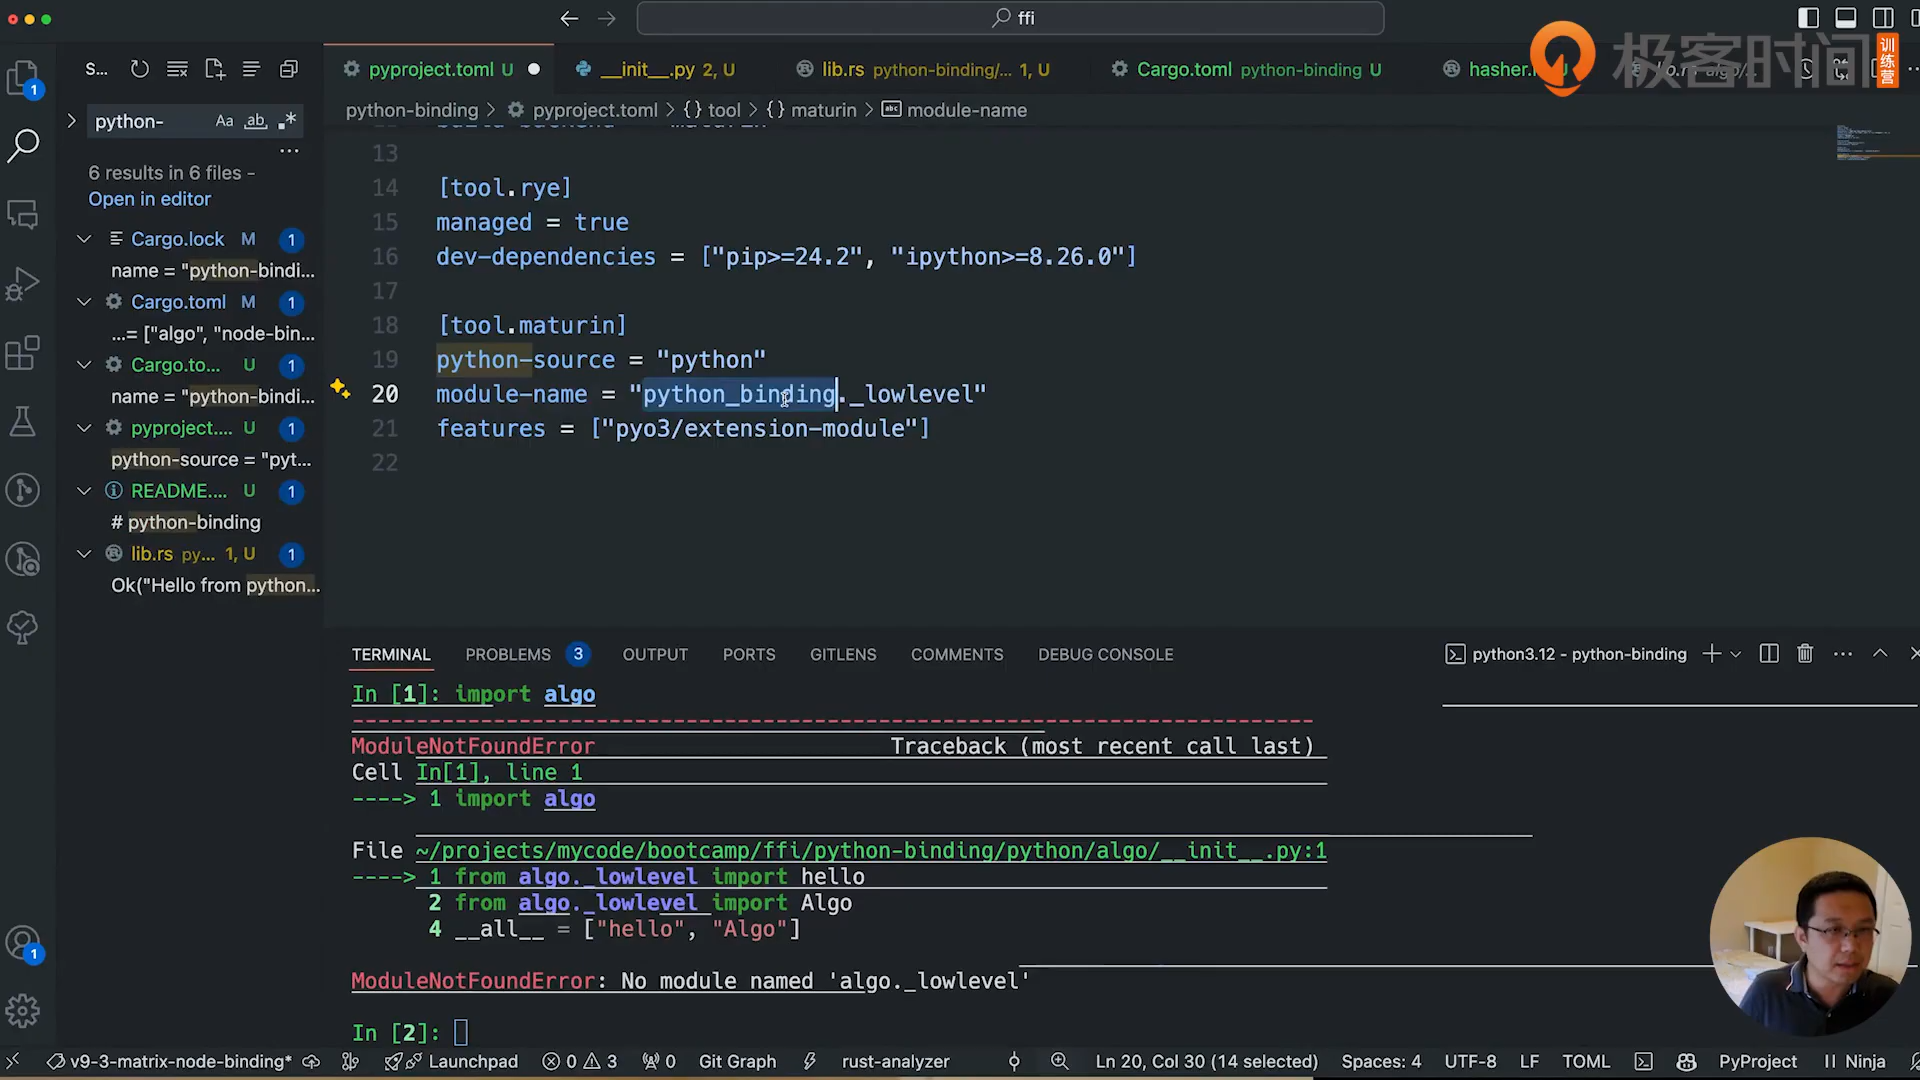 ffi
极客时间
训练营
S...
python-
Aa
ab
6 results in 6 files -
Open in editor
Cargo.lock M 1
name = "python-bindi...
Cargo.toml M 1
...= ["algo", "node-bin...
Cargo.to... U 1
name = "python-bindi...
pyproject.... U 1
python-source = "pyt...
README.... U 1
# python-binding
lib.rs py... 1, U 1
Ok("Hello from python...
pyproject.toml U
__init__.py 2, U
lib.rs python-binding/... 1, U
Cargo.toml python-binding U
python-binding > pyproject.toml > {} tool > {} maturin > module-name
13
14 [tool.rye]
15 managed = true
16 dev-dependencies = ["pip>=24.2", "ipython>=8.26.0"]
17
18 [tool.maturin]
19 python-source = "python"
20 module-name = "python_binding._lowlevel"
21 features = ["pyo3/extension-module"]
22
TERMINAL PROBLEMS 3 OUTPUT PORTS GITLENS COMMENTS DEBUG CONSOLE
python3.12 - python-binding
In [1]: import algo
---------------------------------------------------------------------------
ModuleNotFoundError Traceback (most recent call last)
Cell In[1], line 1
----> 1 import algo
File ~/projects/mycode/bootcamp/ffi/python-binding/python/algo/__init__.py:1
----> 1 from algo._lowlevel import hello
2 from algo._lowlevel import Algo
4 __all__ = ["hello", "Algo"]
ModuleNotFoundError: No module named 'algo._lowlevel'
In [2]:
v9-3-matrix-node-binding* Launchpad 0 3 0 Git Graph rust-analyzer Ln 20, Col 30 (14 selected) Spaces: 4 UTF-8 LF TOML PyProject Ninja